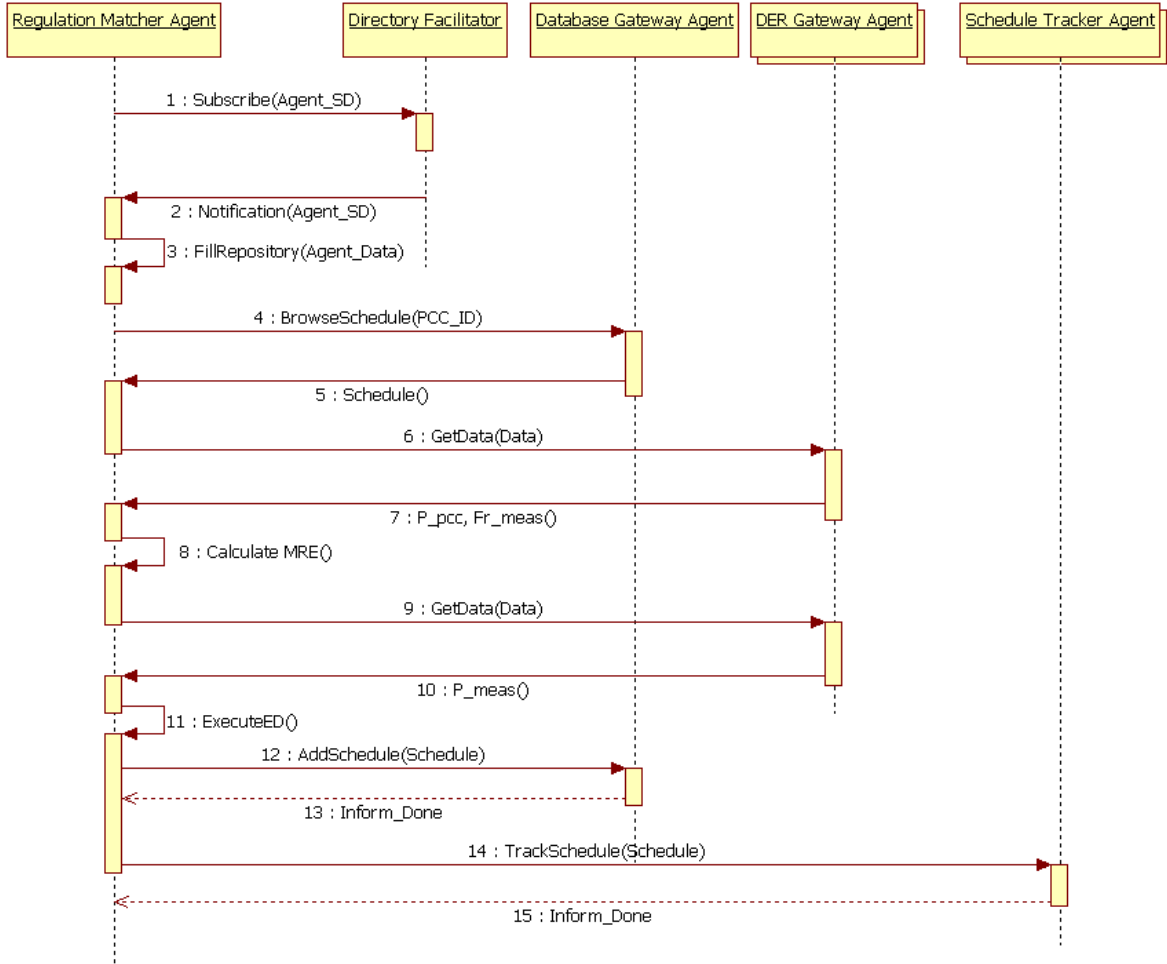 Regulation Matcher Agent
Directory Facilitator
Database Gateway Agent
DER Gateway Agent
Schedule Tracker Agent
1 : Subscribe(Agent_SD)
2 : Notification(Agent_SD)
3 : FillRepository(Agent_Data)
4 : BrowseSchedule(PCC_ID)
5 : Schedule()
6 : GetData(Data)
7 : P_pcc, Fr_meas()
8 : Calculate MRE()
9 : GetData(Data)
10 : P_meas()
11 : ExecuteED()
12 : AddSchedule(Schedule)
13 : Inform_Done
14 : TrackSchedule(Schedule)
15 : Inform_Done